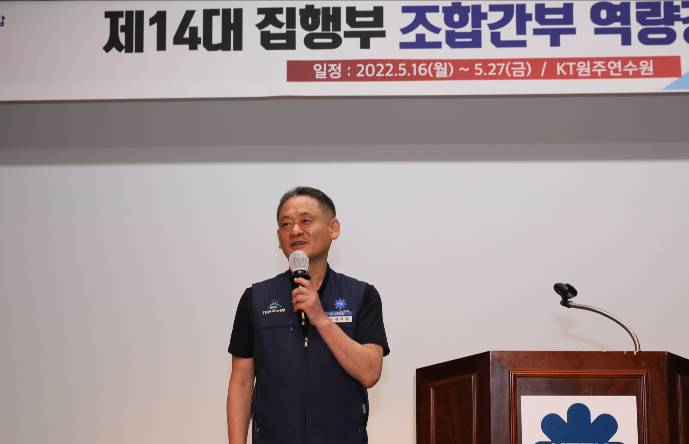 제14대 집행부 조합간부 역량
일정 : 2022.5.16(월) ~ 5.27(금) / KT원주연수원